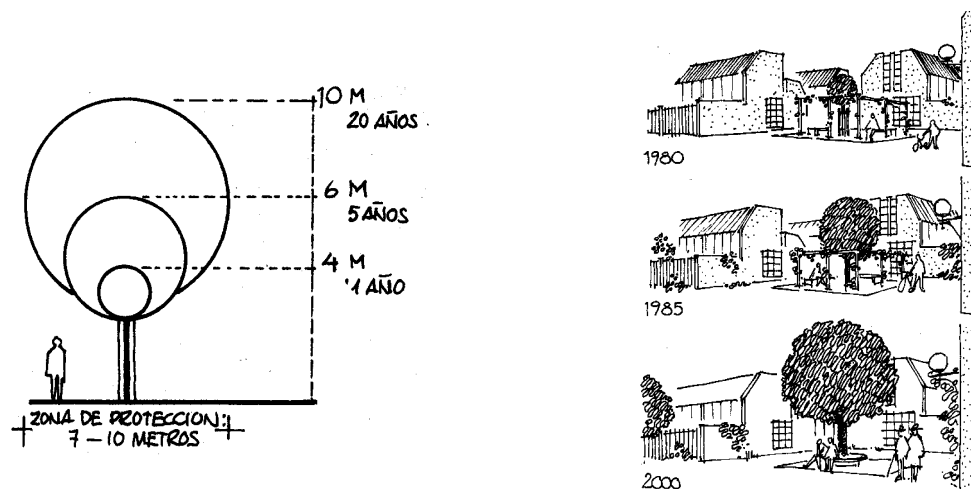 10 M
20 AÑOS
6 M
5 AÑOS
4 M
1 AÑO
ZONA DE PROTECCION:
7 – 10 METROS
1980
1985
2000